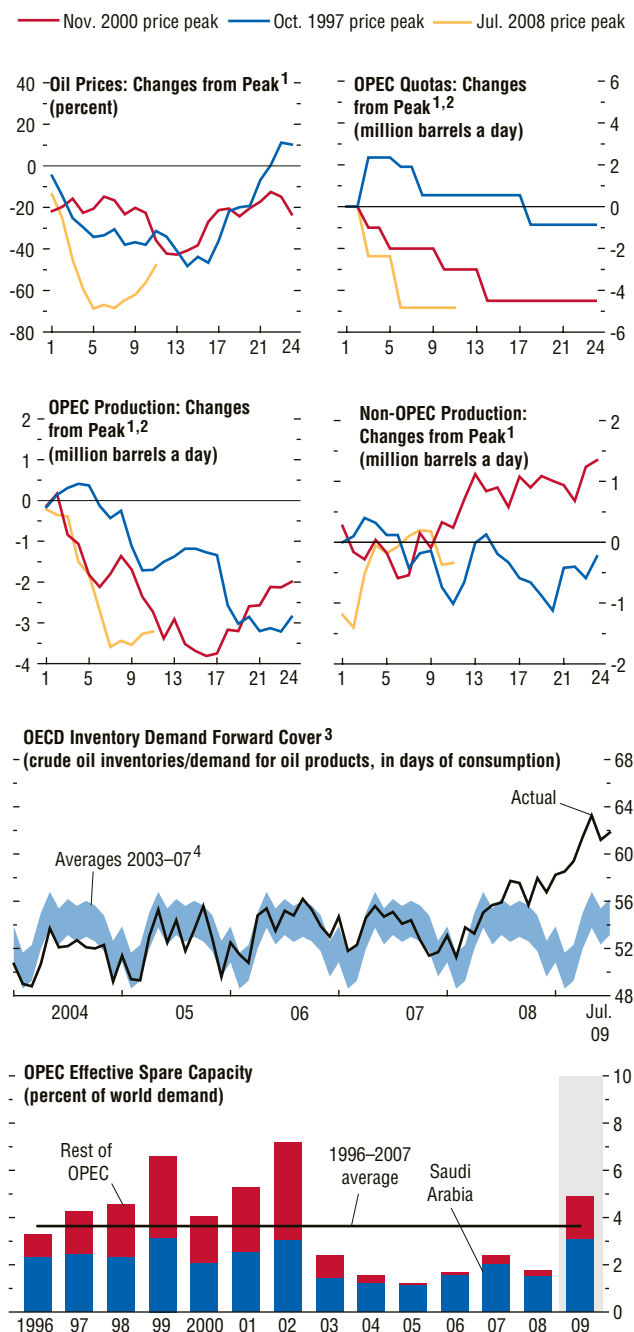 Nov. 2000 price peak Oct. 1997 price peak Jul. 2008 price peak
Oil Prices: Changes from Peak1
(percent)
40
20
0
-20
-40
-60
-80
1 5 9 13 17 21 24
OPEC Quotas: Changes
from Peak1,2
(million barrels a day)
6
4
2
0
-2
-4
-6
1 5 9 13 17 21 24
OPEC Production: Changes
from Peak1,2
(million barrels a day)
2
1
0
-1
-2
-3
-4
1 5 9 13 17 21 24
Non-OPEC Production:
Changes from Peak1
(million barrels a day)
2
1
0
-1
-2
1 5 9 13 17 21 24
OECD Inventory Demand Forward Cover3
(crude oil inventories/demand for oil products, in days of consumption)
Actual
Averages 2003–074
68
64
60
56
52
48
2004 05 06 07 08 Jul.
09
OPEC Effective Spare Capacity
(percent of world demand)
Rest of
OPEC
1996–2007
average
Saudi
Arabia
10
8
6
4
2
0
1996 97 98 99 2000 01 02 03 04 05 06 07 08 09